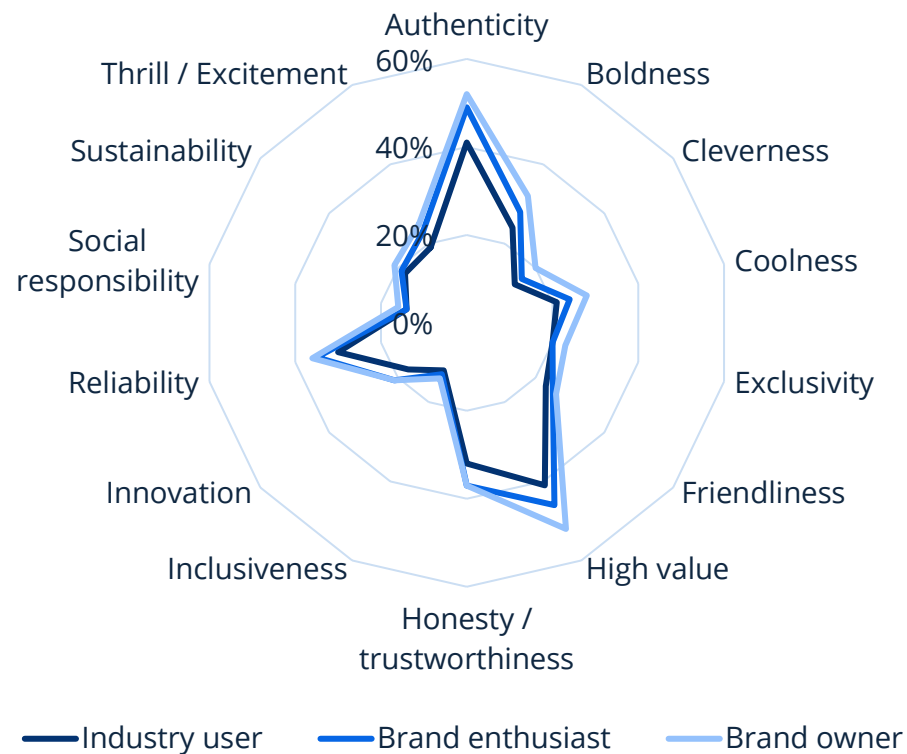 Authenticity
60%
Thrill / Excitement
Boldness
40%
Sustainability
Cleverness
20%
Social
responsibility
Coolness
0%
Reliability
Exclusivity
Innovation
Friendliness
Inclusiveness
High value
Honesty /
trustworthiness
Industry user
Brand enthusiast
Brand owner